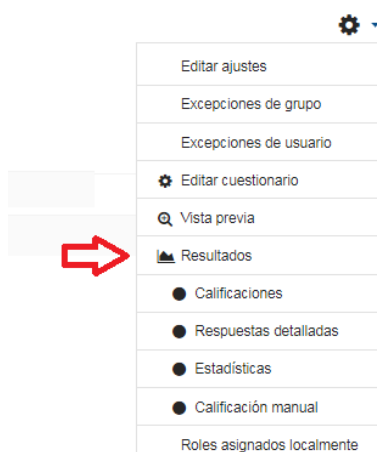 Editar ajustes
Excepciones de grupo
Excepciones de usuario
Editar cuestionario
Vista previa
Resultados
Calificaciones
Respuestas detalladas
Estadísticas
Calificación manual
Roles asignados localmente